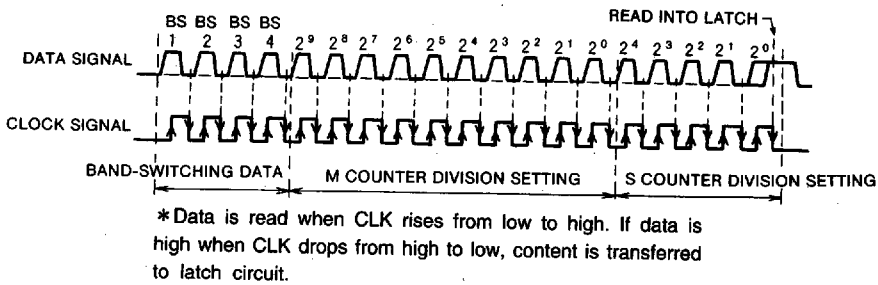 READ INTO LATCH
BS BS BS BS
1 2 3 4 2⁹ 2⁸ 2⁷ 2⁶ 2⁵ 2⁴ 2³ 2² 2¹ 2⁰ 2⁴ 2³ 2² 2¹ 2⁰
DATA SIGNAL
CLOCK SIGNAL
BAND-SWITCHING DATA M COUNTER DIVISION SETTING S COUNTER DIVISION SETTING
*Data is read when CLK rises from low to high. If data is
high when CLK drops from high to low, content is transferred
to latch circuit.